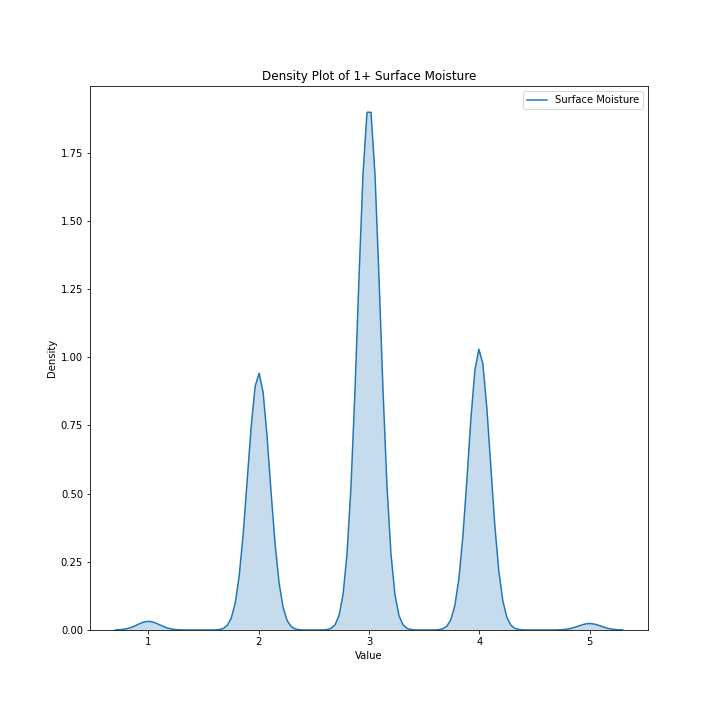 Density Plot of 1+ Surface Moisture
Surface Moisture
1.75
1.50
1.25
1.00
0.75
0.50
0.25
0.00
Density
1 2 3 4 5
Value